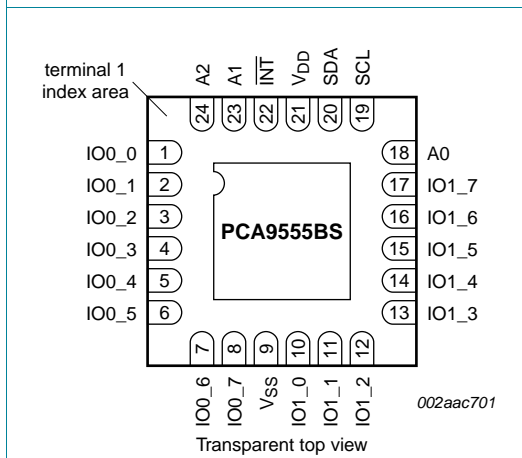 terminal 1
index area
A2
A1
INT
VDD
SDA
SCL
24
23
22
21
20
19
IO0_0 1
IO0_1 2
IO0_2 3
IO0_3 4
IO0_4 5
IO0_5 6
18 A0
17 IO1_7
16 IO1_6
15 IO1_5
14 IO1_4
13 IO1_3
PCA9555BS
7
8
9
10
11
12
IO0_6
IO0_7
VSS
IO1_0
IO1_1
IO1_2
002aac701
Transparent top view